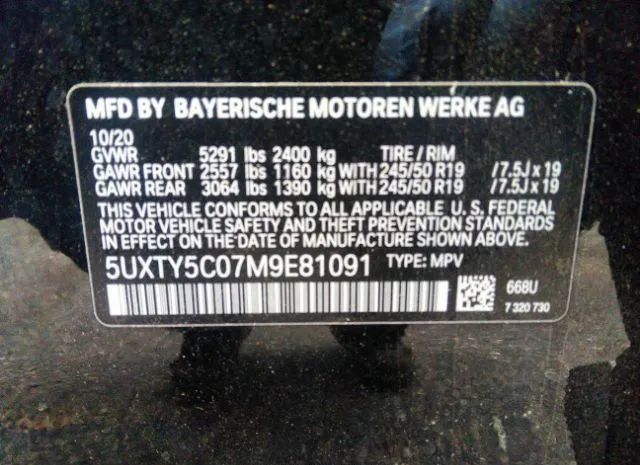 MFD BY BAYERISCHE MOTOREN WERKE AG
10/20
GVWR 5291 lbs 2400 kg TIRE / RIM
GAWR FRONT 2557 lbs 1160 kg WITH 245/50 R19 /7.5J x 19
GAWR REAR 3064 lbs 1390 kg WITH 245/50 R19 /7.5J x 19
THIS VEHICLE CONFORMS TO ALL APPLICABLE U. S. FEDERAL
MOTOR VEHICLE SAFETY AND THEFT PREVENTION STANDARDS
IN EFFECT ON THE DATE OF MANUFACTURE SHOWN ABOVE.
5UXTY5C07M9E81091 TYPE: MPV
668U
7 320 730